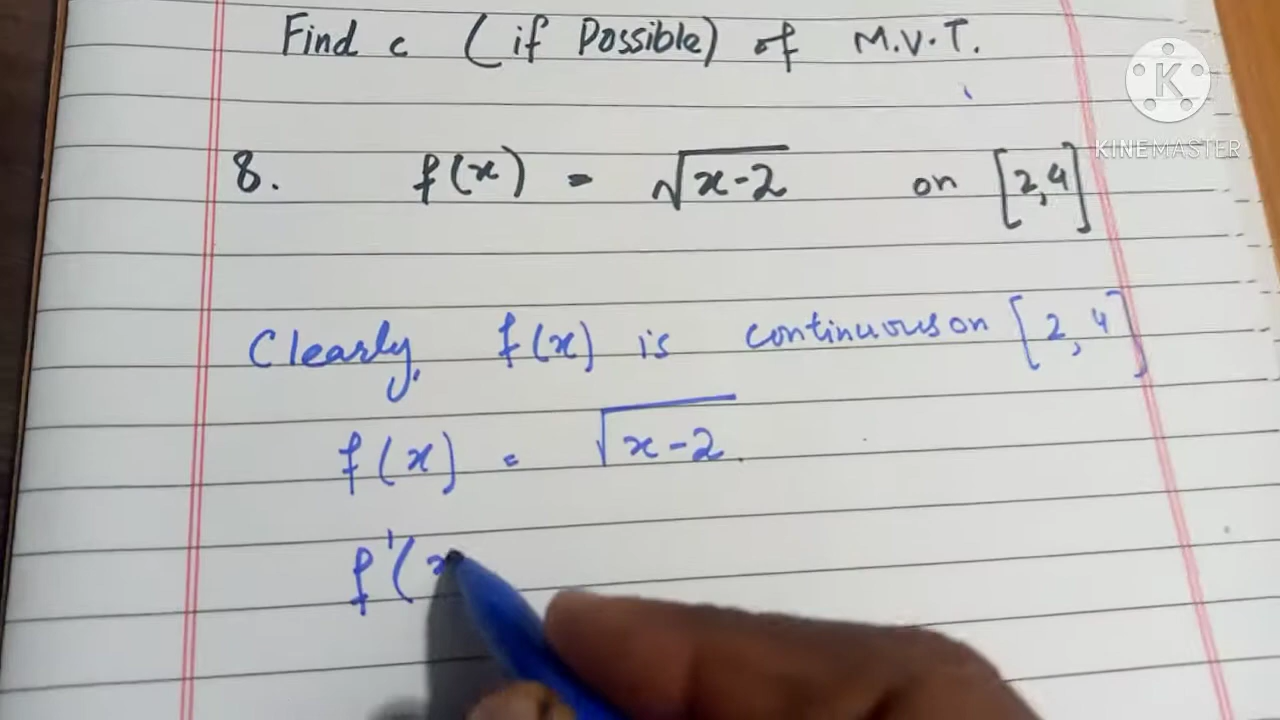 Find c (if Possible) of M.V.T.
K
KINEMASTER
8. f(x) = √x-2 on [2,4]
Clearly, f(x) is continuous on [2,4]
f(x) = √x-2.
f'(x